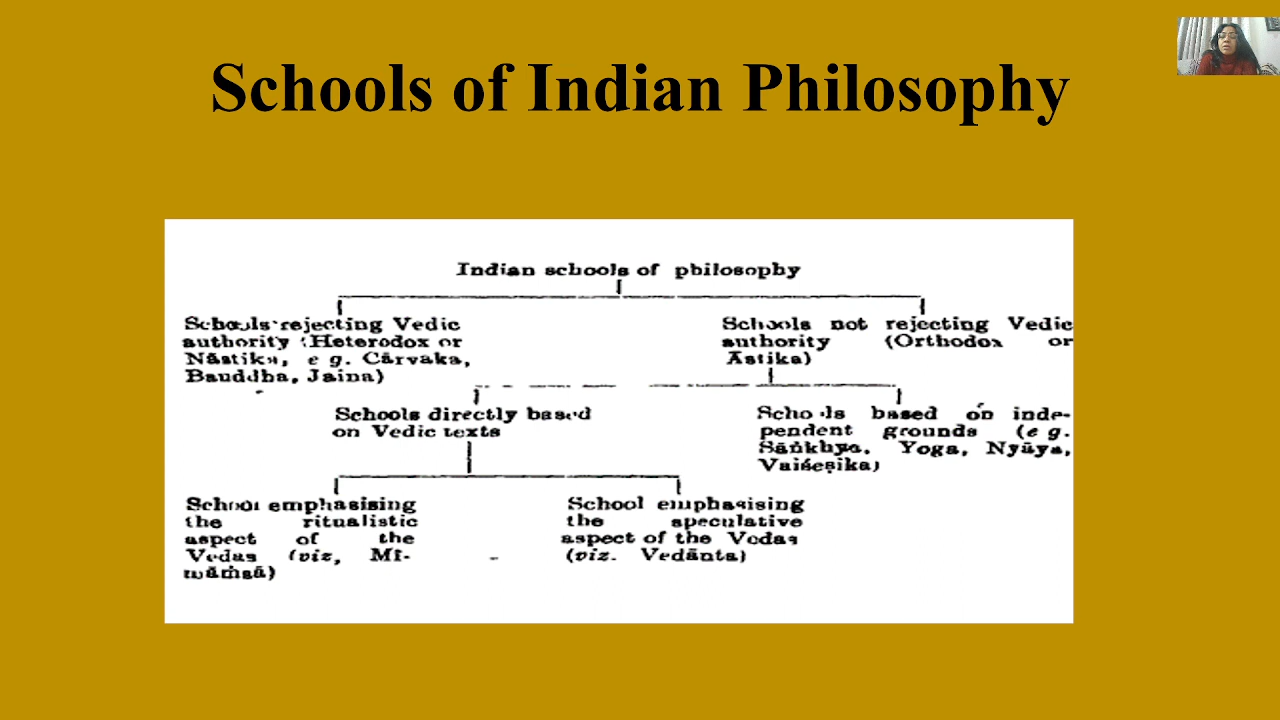 Schools of Indian Philosophy
Indian schools of philosophy
Schools rejecting Vedic
authority (Heterodox or
Nāstika, e g. Cārvaka,
Bauddha, Jaina)
Schools not rejecting Vedic
authority (Orthodox or
Āstika)
Schools directly based
on Vedic texts
Schools based on inde-
pendent grounds (e g.
Sāṅkhya, Yoga, Nyāya,
Vaiśeṣika)
School emphasising
the ritualistic
aspect of the
Vedas (viz, Mī-
māṁsā)
School emphasising
the speculative
aspect of the Vedas
(viz. Vedānta)